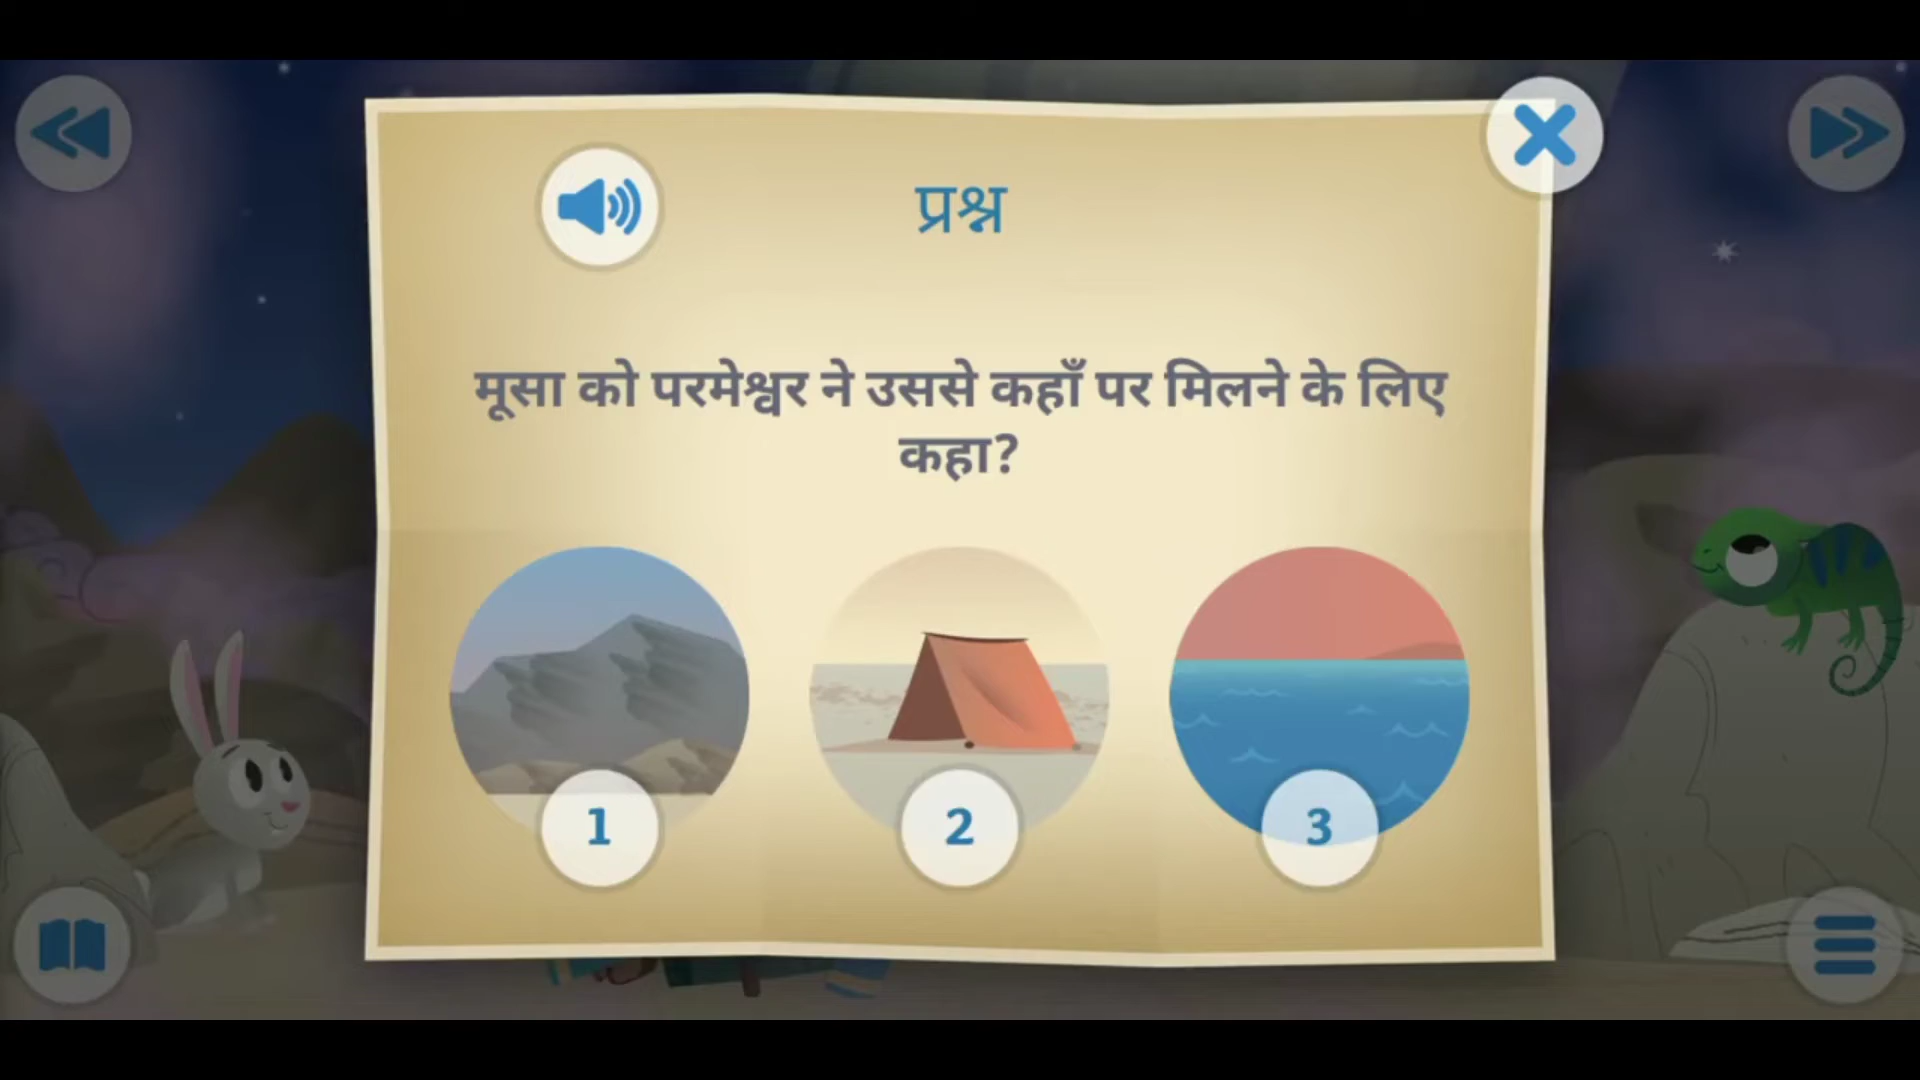 प्रश्न
मूसा को परमेश्वर ने उससे कहाँ पर मिलने के लिए
कहा?
1
2
3